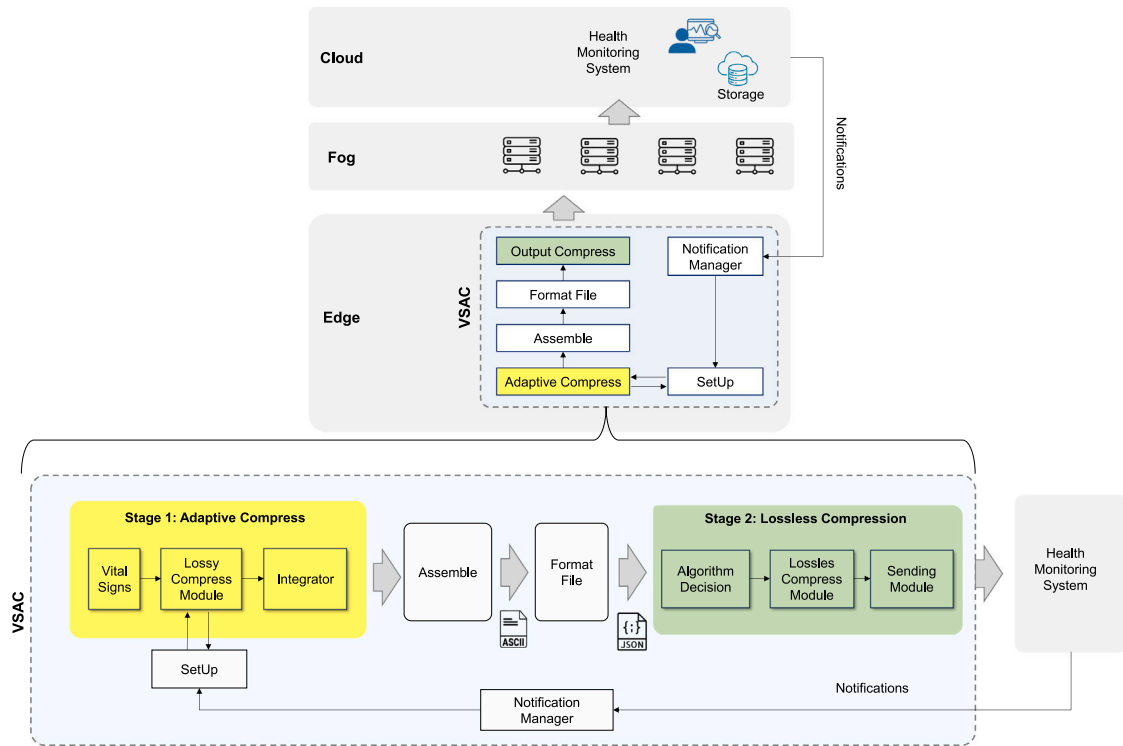 Cloud
Health
Monitoring
System
Storage
Notifications
Fog
Edge
VSAC
Output Compress
Format File
Assemble
Adaptive Compress
Notification
Manager
SetUp
VSAC
Stage 1: Adaptive Compress
Vital
Signs
Lossy
Compress
Module
Integrator
Assemble
ASCII
Format
File
{;}
JSON
Stage 2: Lossless Compression
Algorithm
Decision
Lossles
Compress
Module
Sending
Module
Health
Monitoring
System
SetUp
Notification
Manager
Notifications